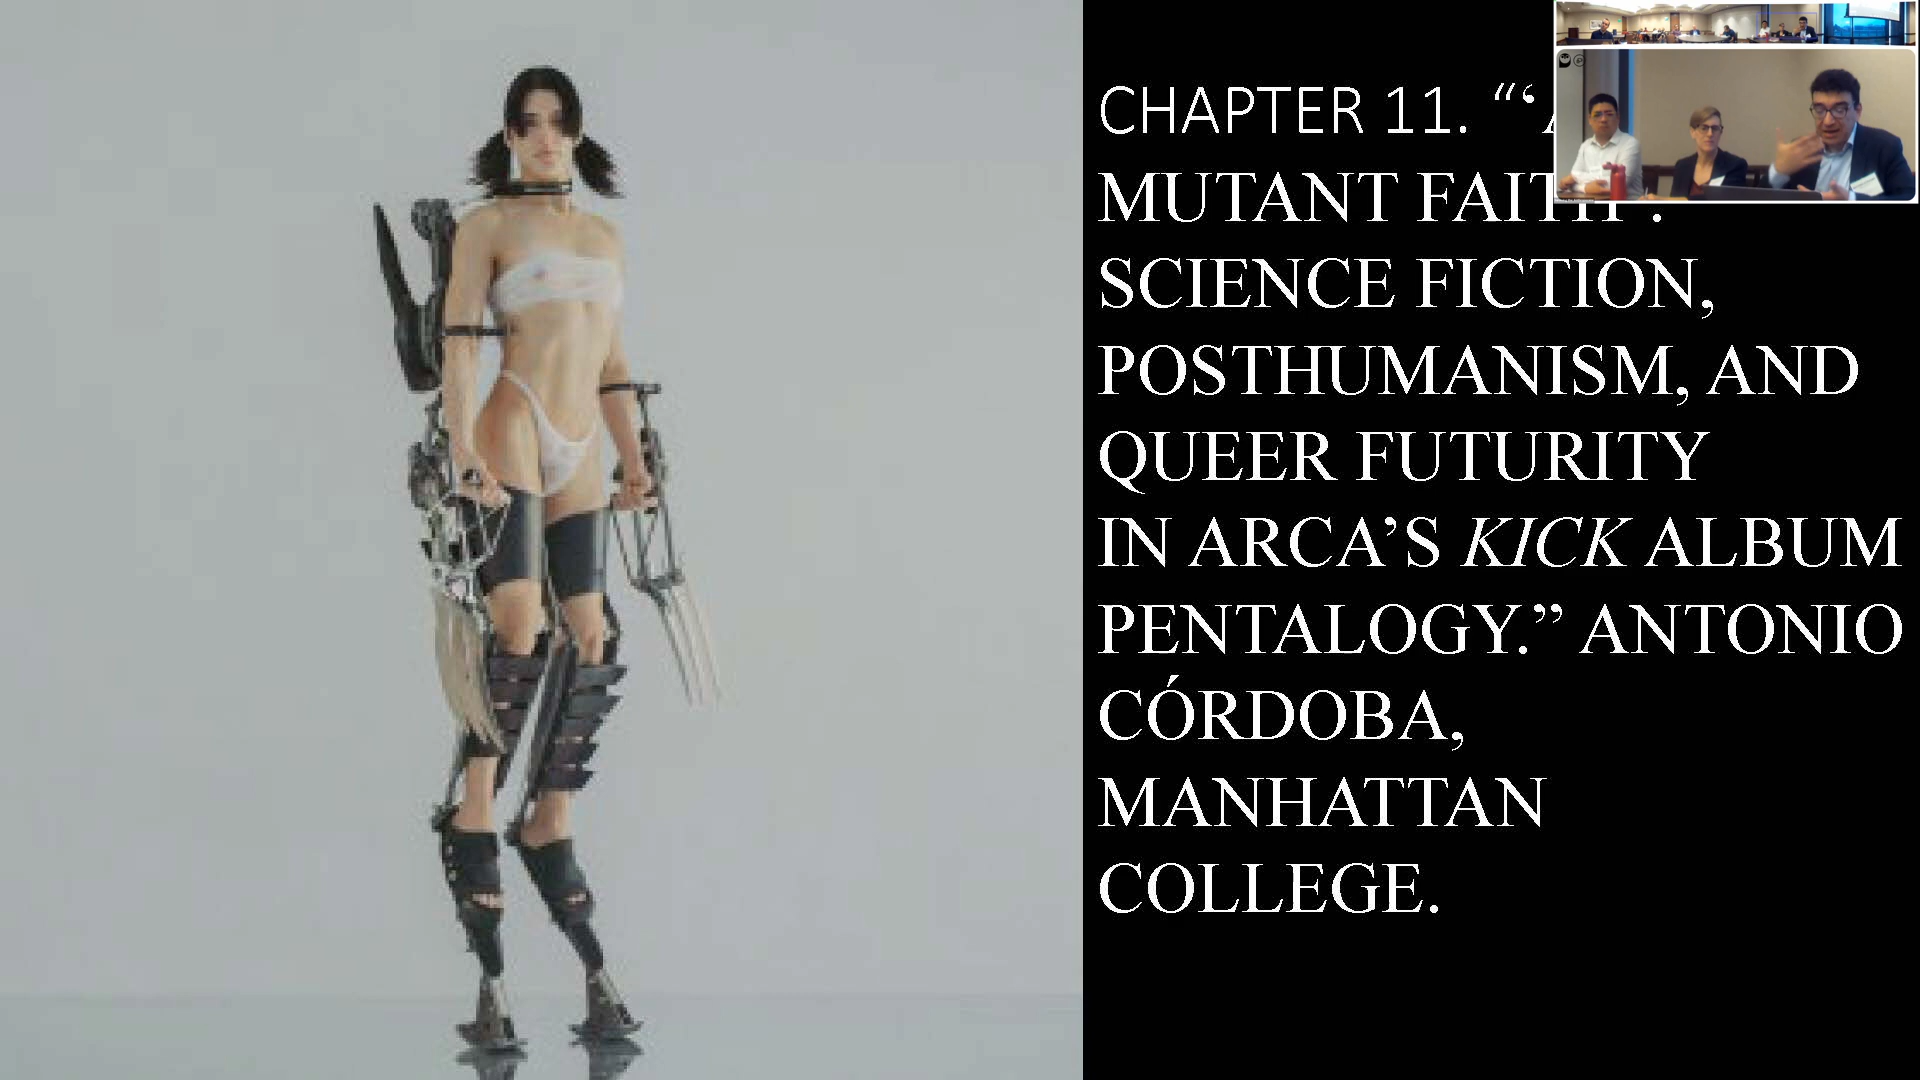 CHAPTER 11. “‘
MUTANT FAITH’.
SCIENCE FICTION,
POSTHUMANISM, AND
QUEER FUTURITY
IN ARCA’S KICK ALBUM
PENTALOGY.” ANTONIO
CÓRDOBA,
MANHATTAN
COLLEGE.